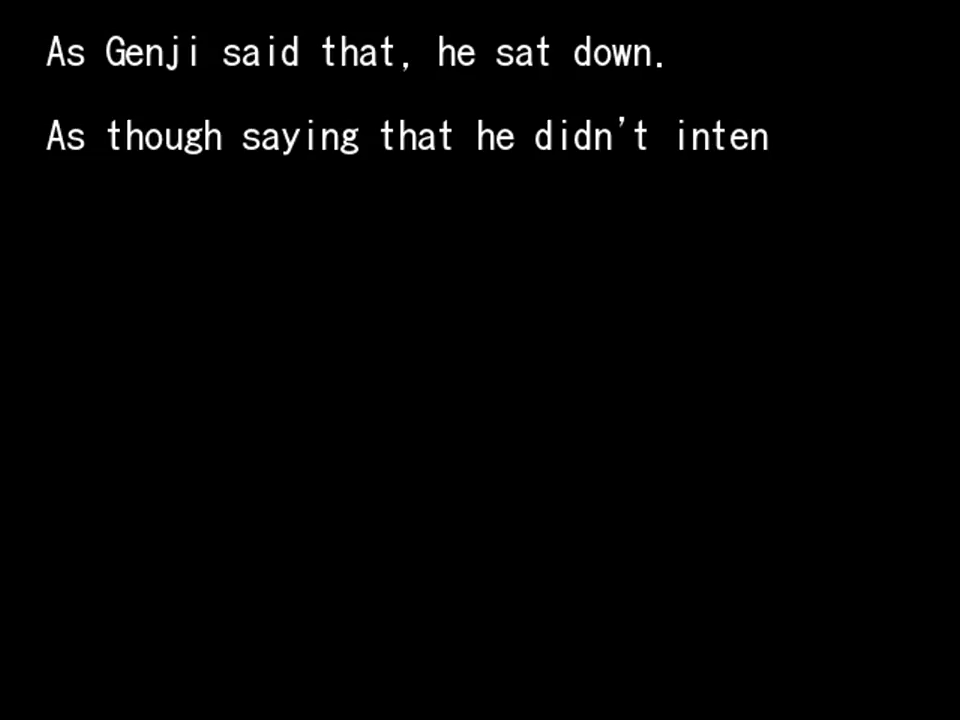 As Genji said that, he sat down.
As though saying that he didn't inten